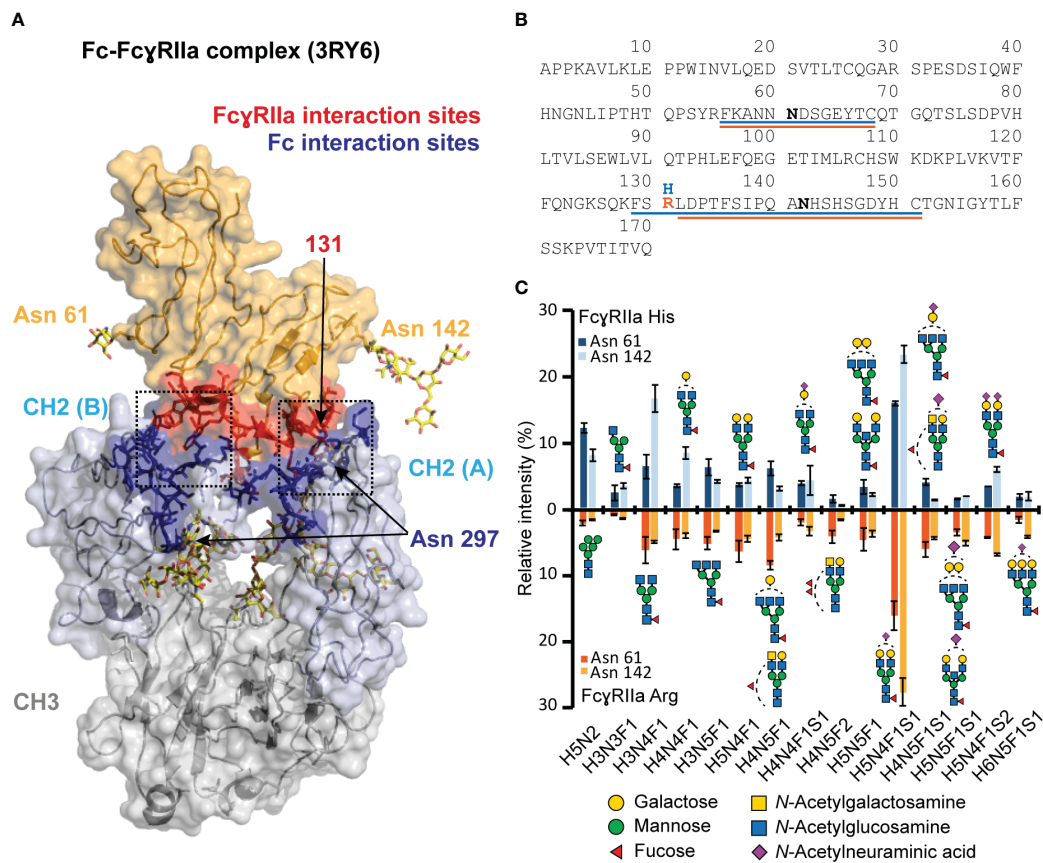 A
Fc-FcɣRIIa complex (3RY6)
FcɣRIIa interaction sites
Fc interaction sites
131
Asn 61
Asn 142
CH2 (B)
CH2 (A)
Asn 297
CH3
B
10 20 30 40
APPKAVLKLE PPWINVLQED SVTLTCQGAR SPESDSIQWF
50 60 70 80
HNGNLIPTHT QPSYRFKANN NDSGEYTCQT GQTSLSDPVH
90 100 110 120
LTVLSEWLVL QTPHLEFQEG ETIMLRCHSW KDKPLVKVTF
130 140 150 160
H
FQNGKSQKFS RLDPTFSIPQ ANHSHSGDYH CTGNIGYTLF
170
SSKPVTITVQ
C
Relative intensity (%)
30
20
10
0
10
20
30
FcɣRIIa His
Asn 61
Asn 142
Asn 61
Asn 142
FcɣRIIa Arg
H5N2
H3N3F1
H3N4F1
H4N4F1
H3N5F1
H5N4F1
H4N5F1
H4N4F1S1
H4N5F2
H5N5F1
H5N4F1S1
H4N5F1S1
H5N5F1S1
H5N4F1S2
H6N5F1S1
Galactose
Mannose
Fucose
N-Acetylgalactosamine
N-Acetylglucosamine
N-Acetylneuraminic acid